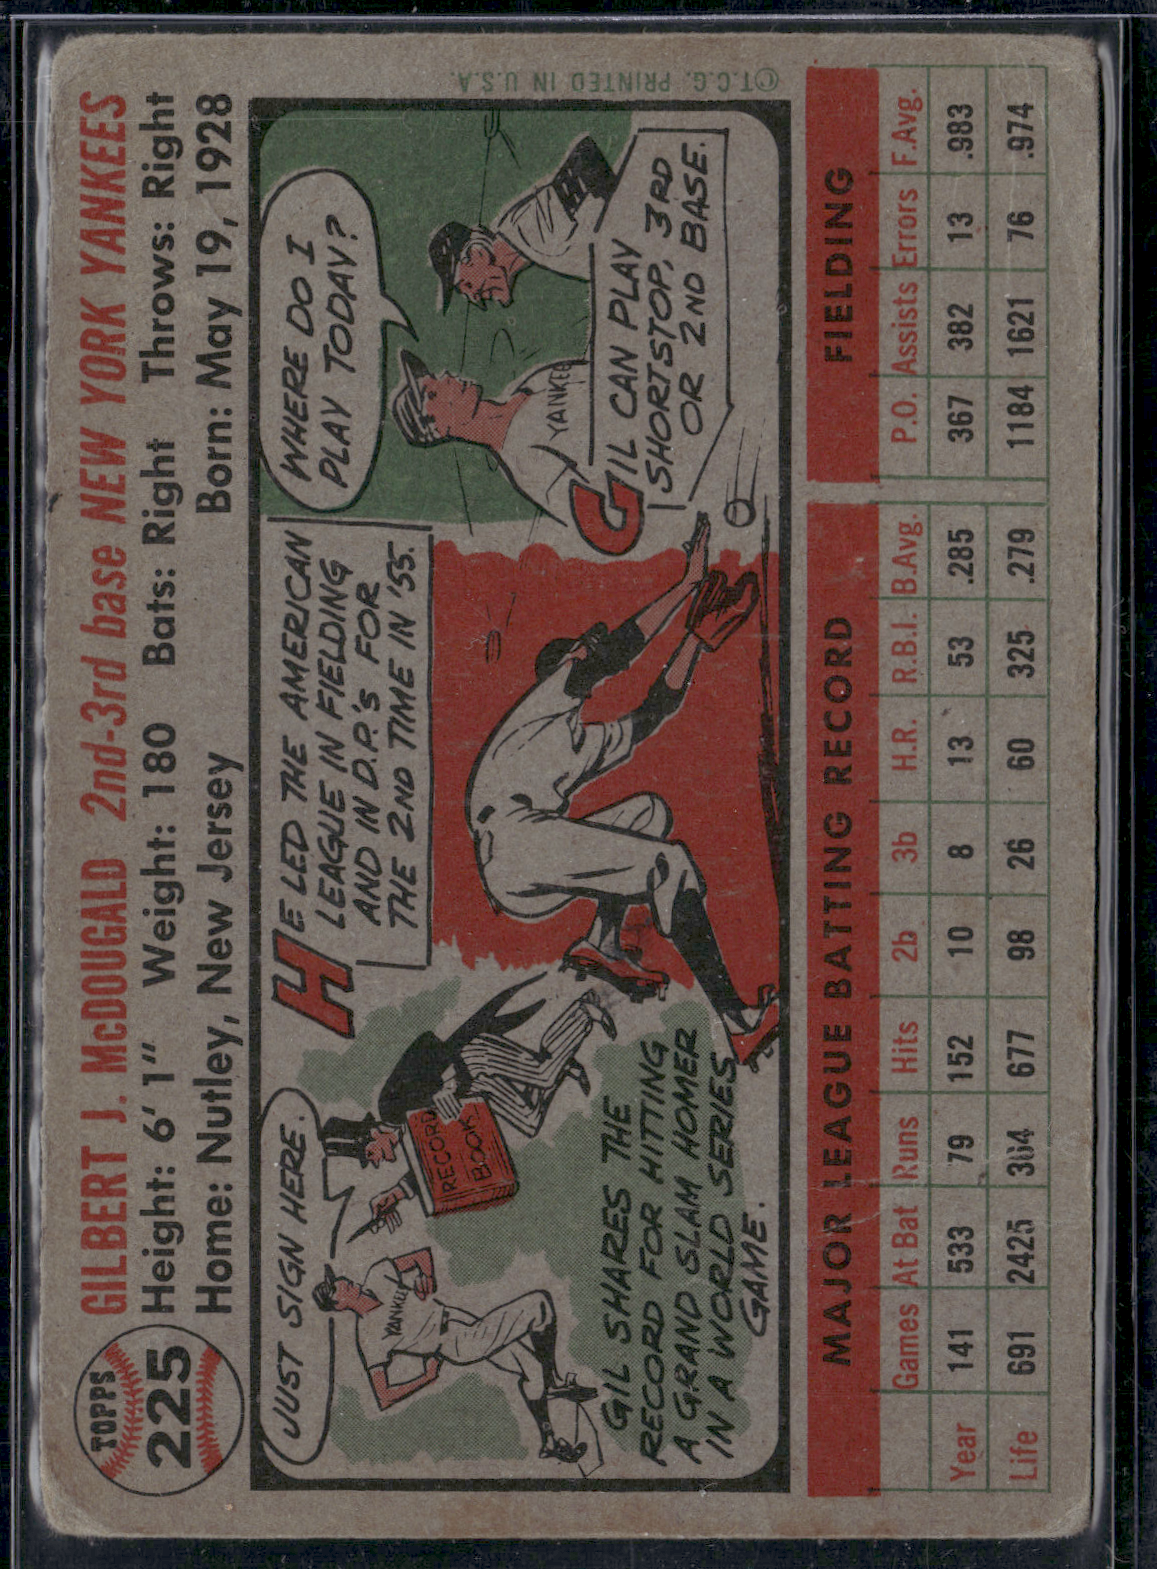 TOPPS
225
GILBERT J. McDOUGALD 2nd-3rd base NEW YORK YANKEES
Height: 6' 1" Weight: 180 Bats: Right Throws: Right
Home: Nutley, New Jersey Born: May 19, 1928
JUST SIGN HERE.
RECORD
BOOK
YANKS
GIL SHARES THE
RECORD FOR HITTING
A GRAND SLAM HOMER
IN A WORLD SERIES
GAME.
HE LED THE AMERICAN
LEAGUE IN FIELDING
AND IN D.P.'s FOR
THE 2ND TIME IN '55.
WHERE DO I
PLAY TODAY?
YANKEE
GIL CAN PLAY
SHORTSTOP, 3RD
OR 2ND BASE.
©T.C.G. PRINTED IN U.S.A.
MAJOR LEAGUE BATTING RECORD FIELDING
Games At Bat Runs Hits 2b 3b H.R. R.B.I. B.Avg. P.O. Assists Errors F.Avg.
Year 141 533 79 152 10 8 13 53 .285 367 382 13 .983
Life 691 2425 364 677 98 26 60 325 .279 1184 1621 76 .974